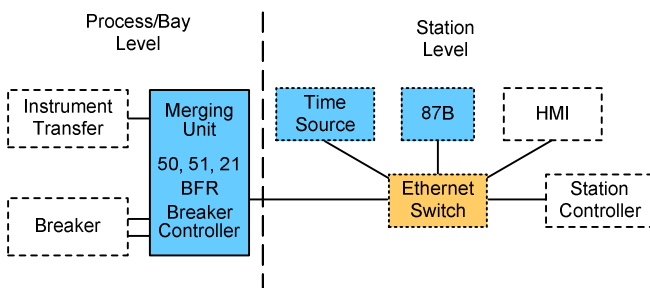 Process/Bay
Level
Station
Level
Instrument
Transfer
Merging
Unit
50, 51, 21
BFR
Breaker
Controller
Breaker
Time
Source
87B
HMI
Ethernet
Switch
Station
Controller